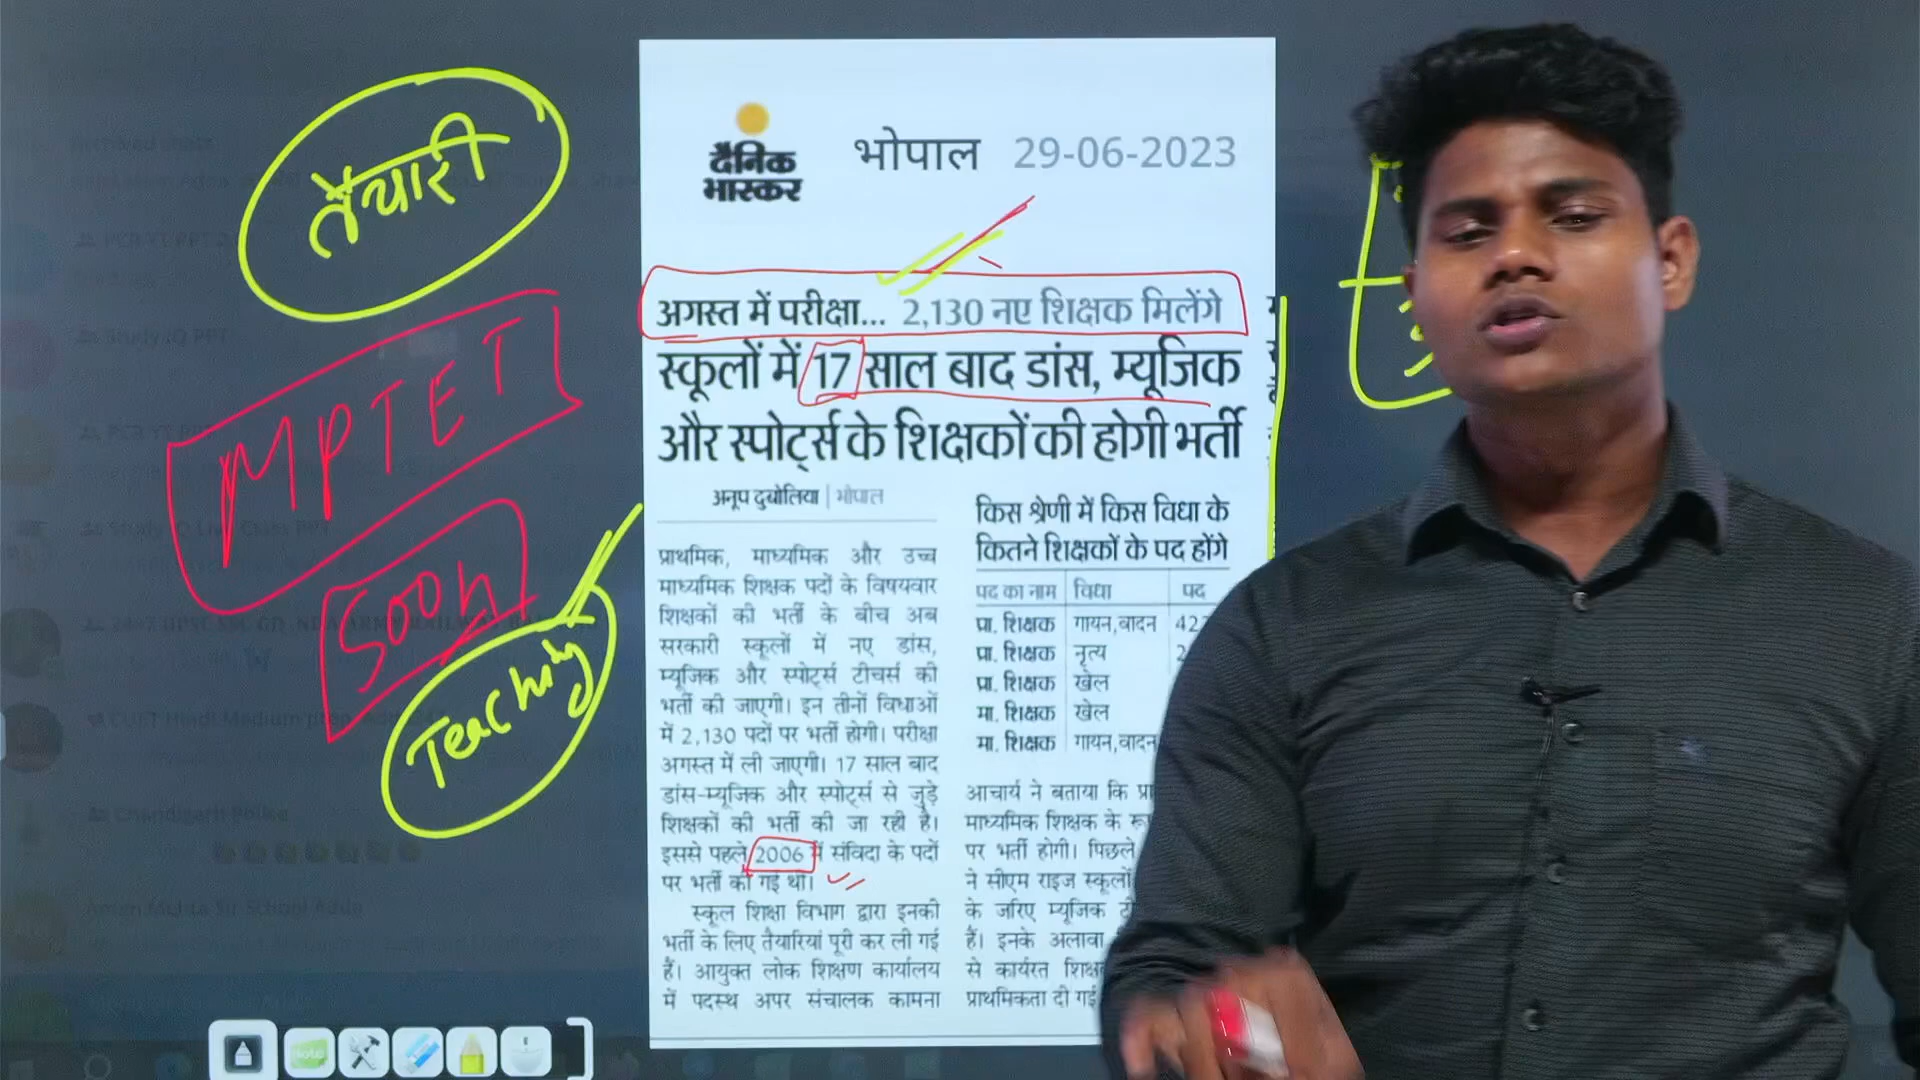 तैयारी
MPTET
Soon
Teaching
दैनिक
भास्कर
भोपाल 29-06-2023
अगस्त में परीक्षा... 2,130 नए शिक्षक मिलेंगे
स्कूलों में 17 साल बाद डांस, म्यूजिक
और स्पोर्ट्स के शिक्षकों की होगी भर्ती
अनूप दुबोलिया | भोपाल
प्राथमिक, माध्यमिक और उच्च
माध्यमिक शिक्षक पदों के विषयवार
शिक्षकों की भर्ती के बीच अब
सरकारी स्कूलों में नए डांस,
म्यूजिक और स्पोर्ट्स टीचर्स की
भर्ती की जाएगी। इन तीनों विधाओं
में 2,130 पदों पर भर्ती होगी। परीक्षा
अगस्त में ली जाएगी। 17 साल बाद
डांस-म्यूजिक और स्पोर्ट्स से जुड़े
शिक्षकों की भर्ती की जा रही है।
इससे पहले 2006 में संविदा के पदों
पर भर्ती की गई थी।
स्कूल शिक्षा विभाग द्वारा इनकी
भर्ती के लिए तैयारियां पूरी कर ली गई
हैं। आयुक्त लोक शिक्षण कार्यालय
में पदस्थ अपर संचालक कामना
किस श्रेणी में किस विधा के
कितने शिक्षकों के पद होंगे
पद का नाम विधा पद
प्रा. शिक्षक गायन,वादन
प्रा. शिक्षक नृत्य
प्रा. शिक्षक खेल
मा. शिक्षक खेल
मा. शिक्षक गायन,वादन
आचार्य ने बताया कि
माध्यमिक शिक्षक के
पर भर्ती होगी। पिछले
ने सीएम राइज स्कूलों
के जरिए म्यूजिक
हैं। इनके अलावा
से कार्यरत
प्राथमिकता दी गई
Study IQ PPT
Chandigarh Police